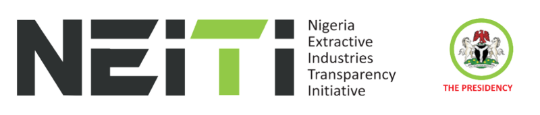 NEiTi
Nigeria
Extractive
Industries
Transparency
Initiative
THE PRESIDENCY